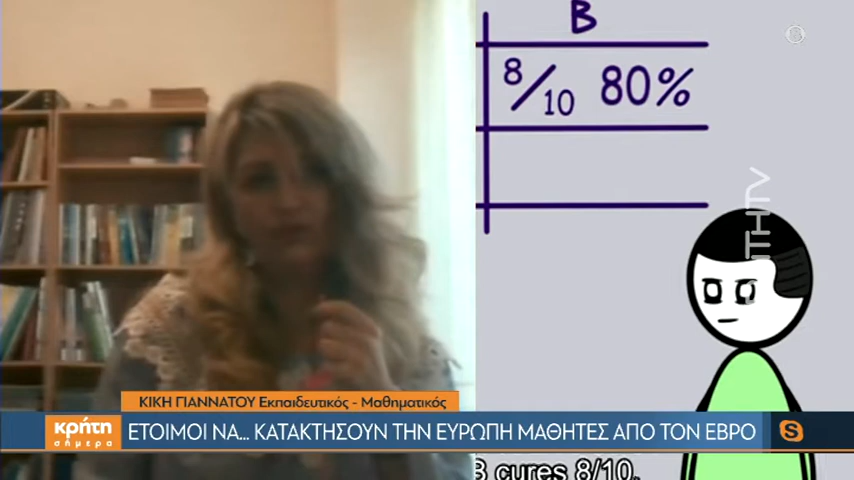 B
8/10 80%
ΚΙΚΗ ΓΙΑΝΝΑΤΟΥ Εκπαιδευτικός - Μαθηματικός
κρήτη
σήμερα
ΕΤΟΙΜΟΙ ΝΑ... ΚΑΤΑΚΤΗΣΟΥΝ ΤΗΝ ΕΥΡΩΠΗ ΜΑΘΗΤΕΣ ΑΠΟ ΤΟΝ ΕΒΡΟ
B cures 8/10.